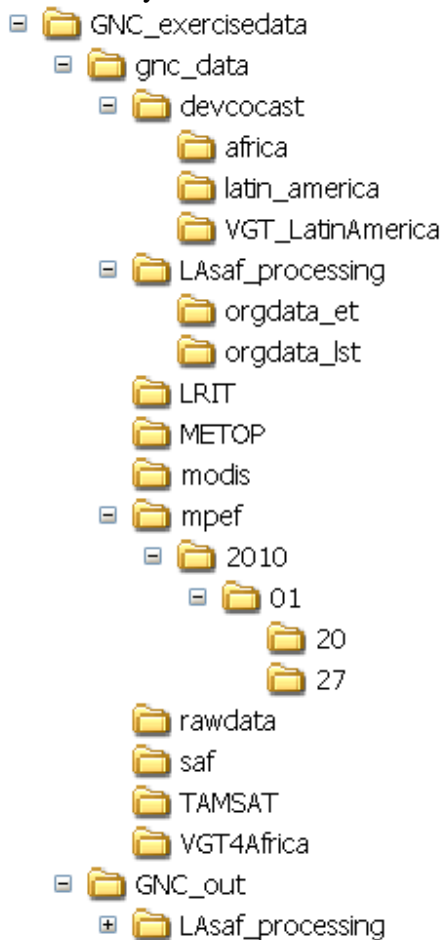 GNC_exercisedata
gnc_data
devcocast
africa
latin_america
VGT_LatinAmerica
LAsaf_processing
orgdata_et
orgdata_lst
LRIT
METOP
modis
mpef
2010
01
20
27
rawdata
saf
TAMSAT
VGT4Africa
GNC_out
LAsaf_processing